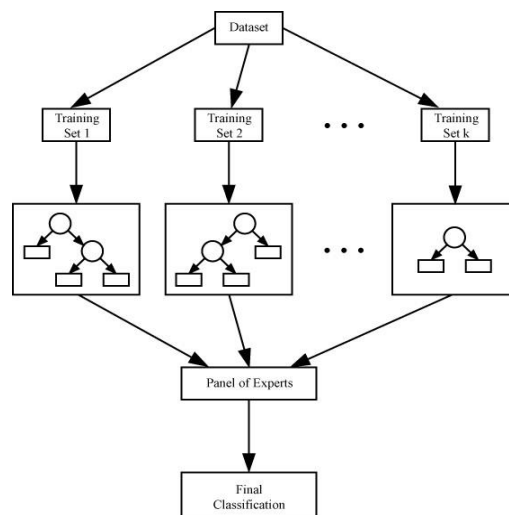 Dataset
Training
Set 1
Training
Set 2
Training
Set k
Panel of Experts
Final
Classification